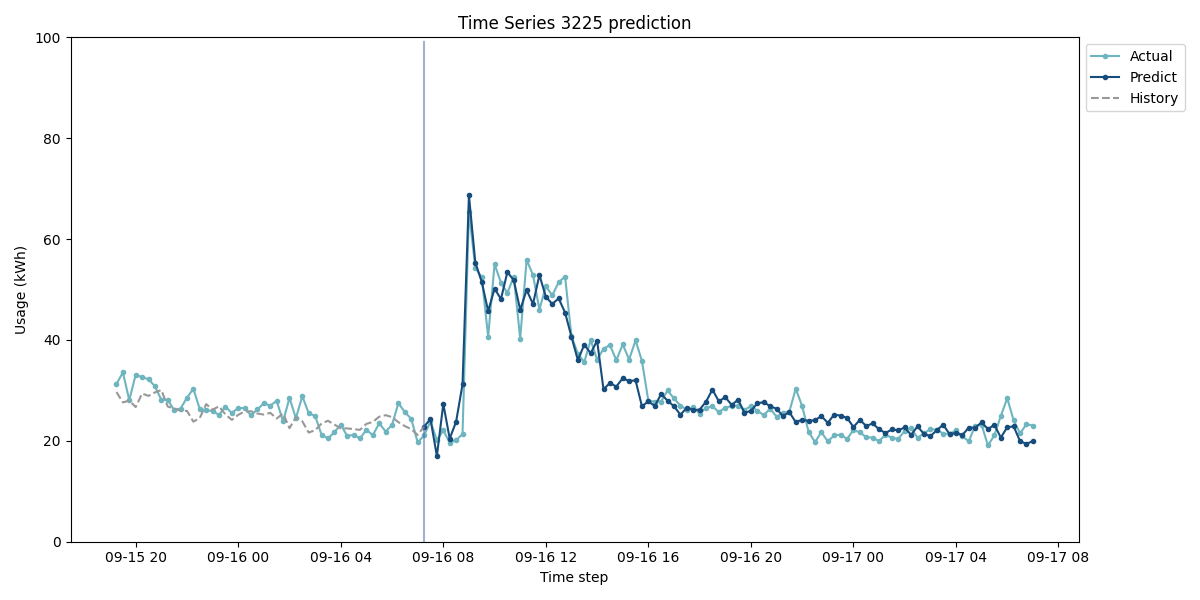 Time Series 3225 prediction
100
80
60
40
20
0
Usage (kWh)
09-15 20
09-16 00
09-16 04
09-16 08
09-16 12
09-16 16
09-16 20
09-17 00
09-17 04
09-17 08
Time step
Actual
Predict
History